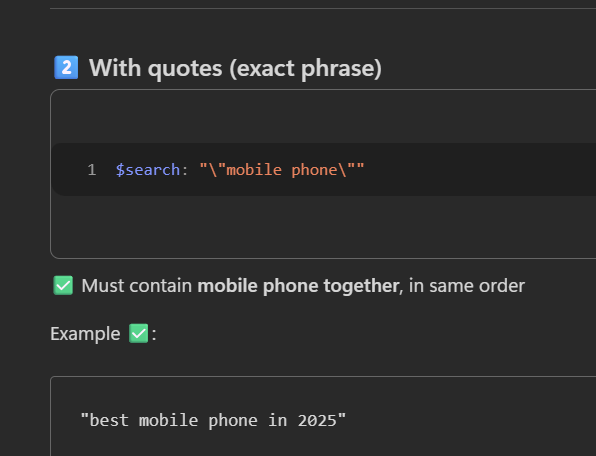 2 With quotes (exact phrase)
1 $search: "\"mobile phone\""
✅ Must contain mobile phone together, in same order
Example ✅:
"best mobile phone in 2025"